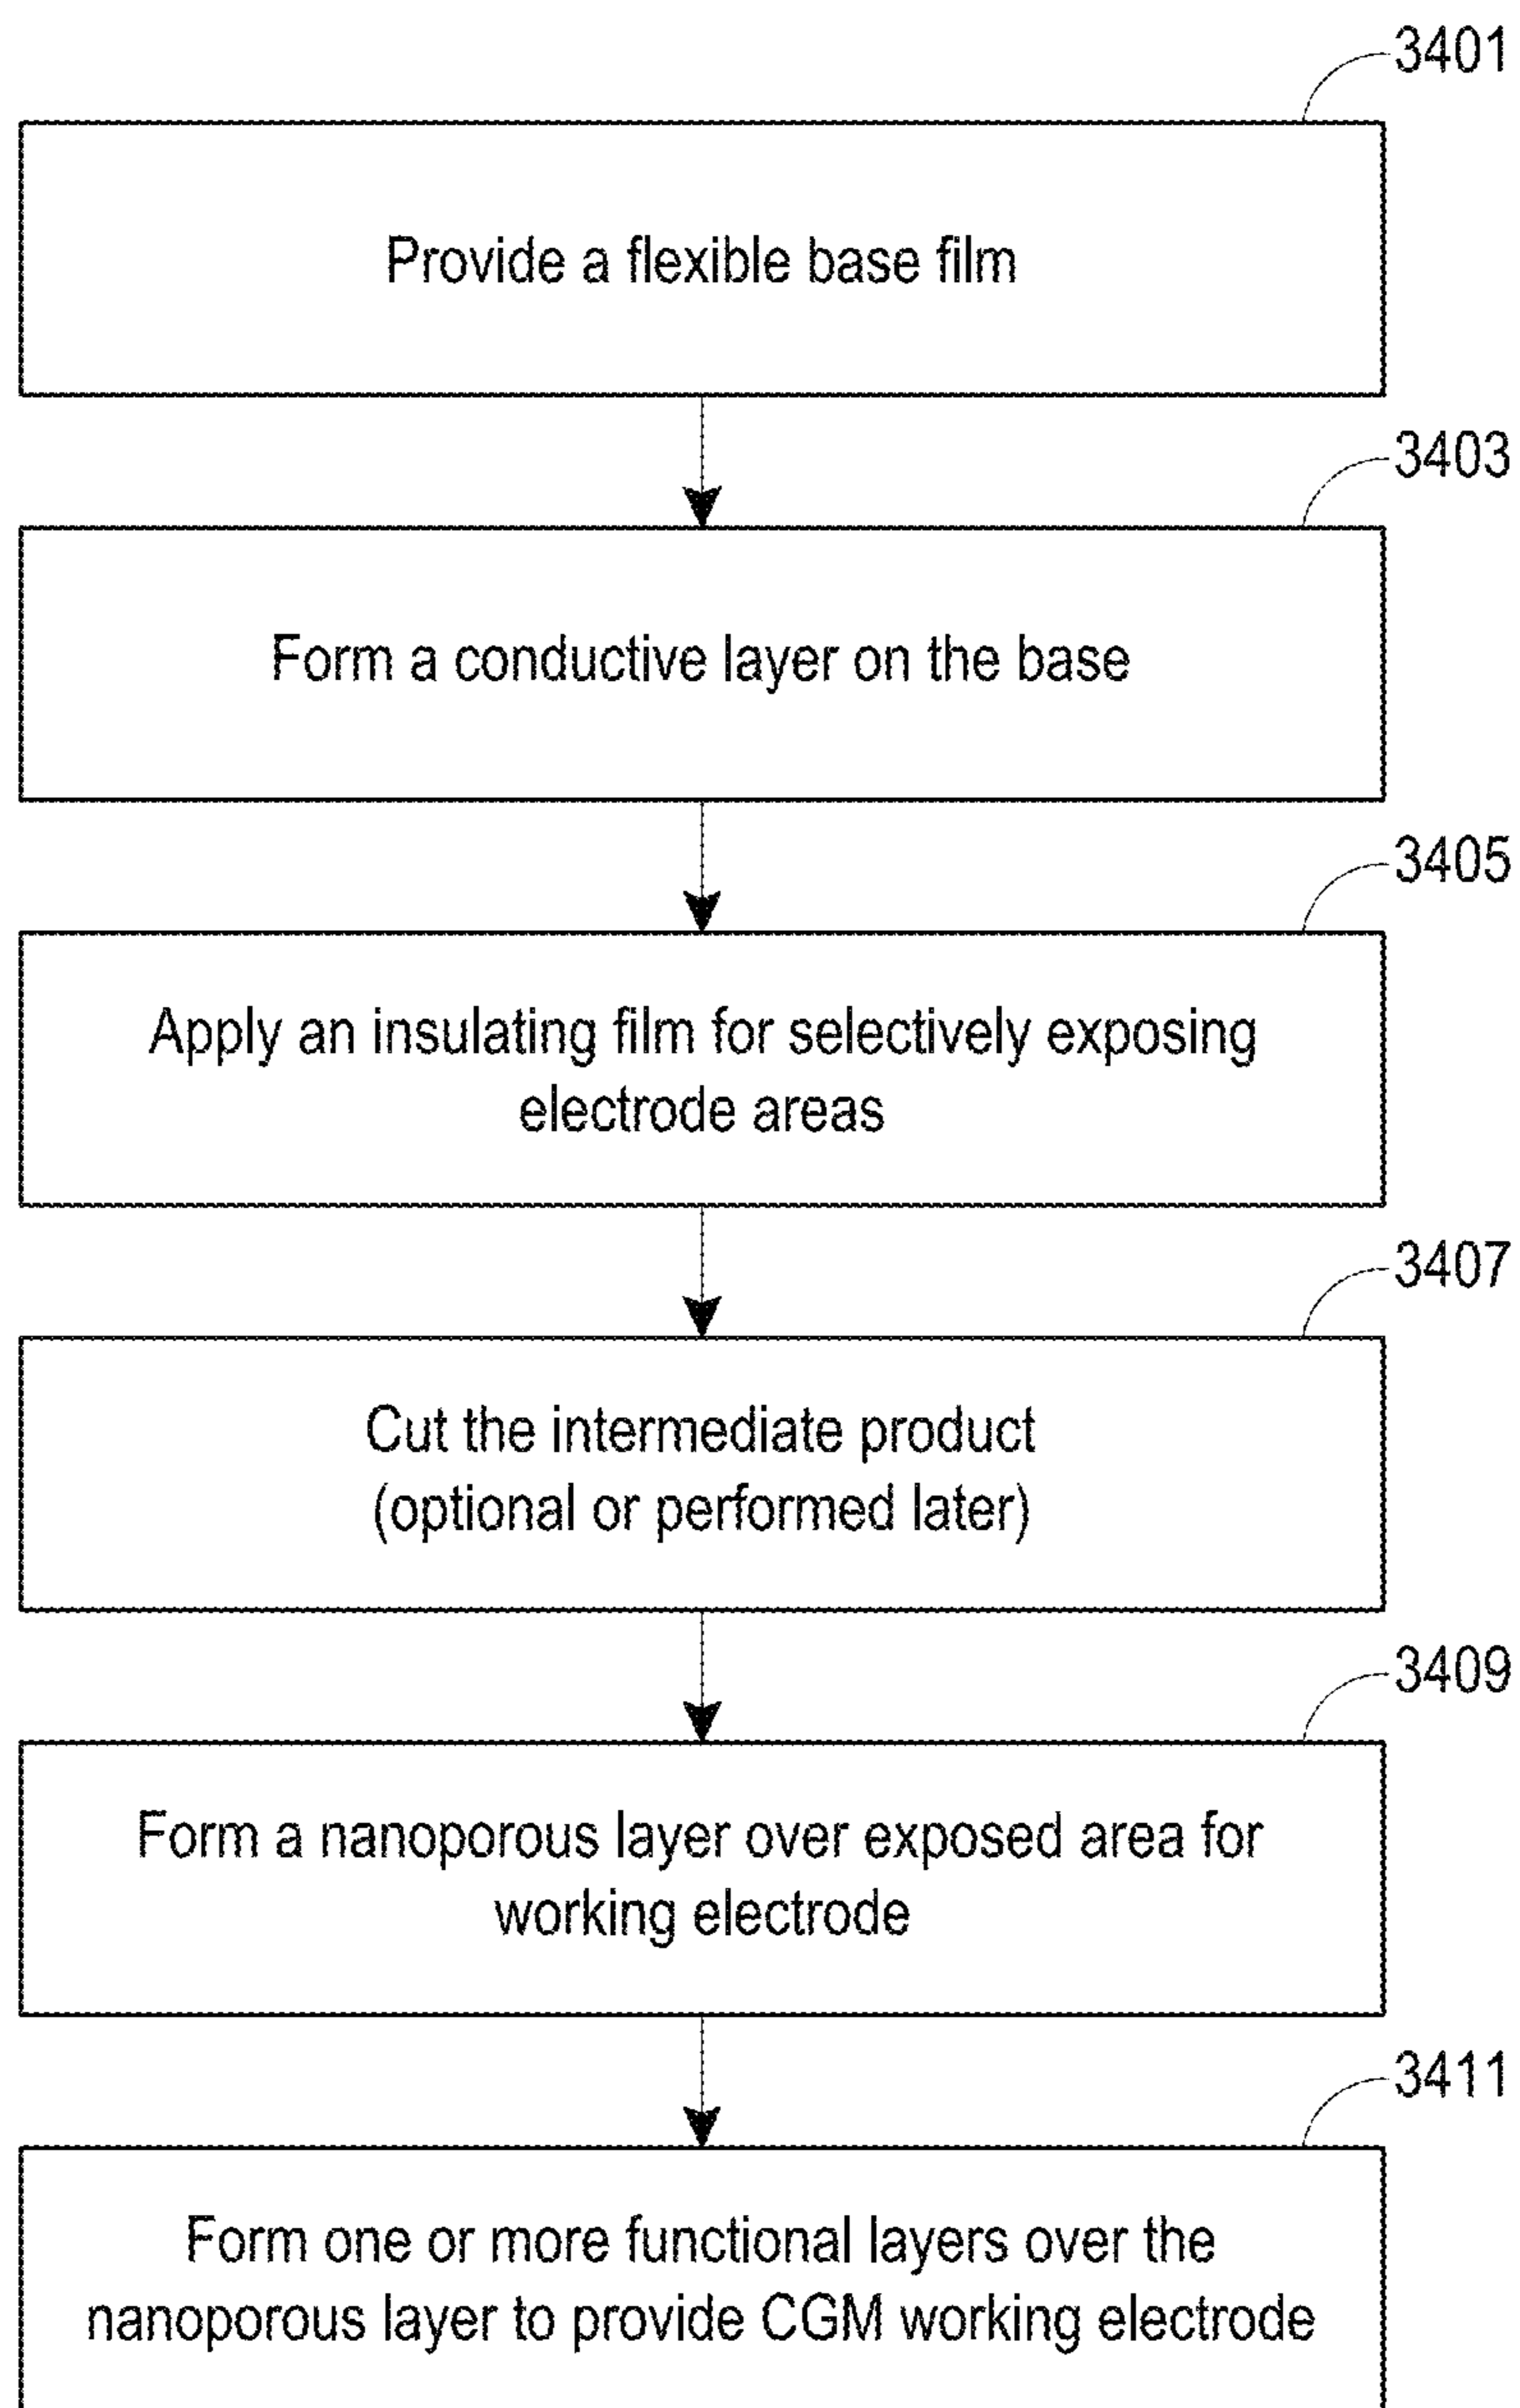 3401
Provide a flexible base film
3403
Form a conductive layer on the base
3405
Apply an insulating film for selectively exposing
electrode areas
3407
Cut the intermediate product
(optional or performed later)
3409
Form a nanoporous layer over exposed area for
working electrode
3411
Form one or more functional layers over the
nanoporous layer to provide CGM working electrode